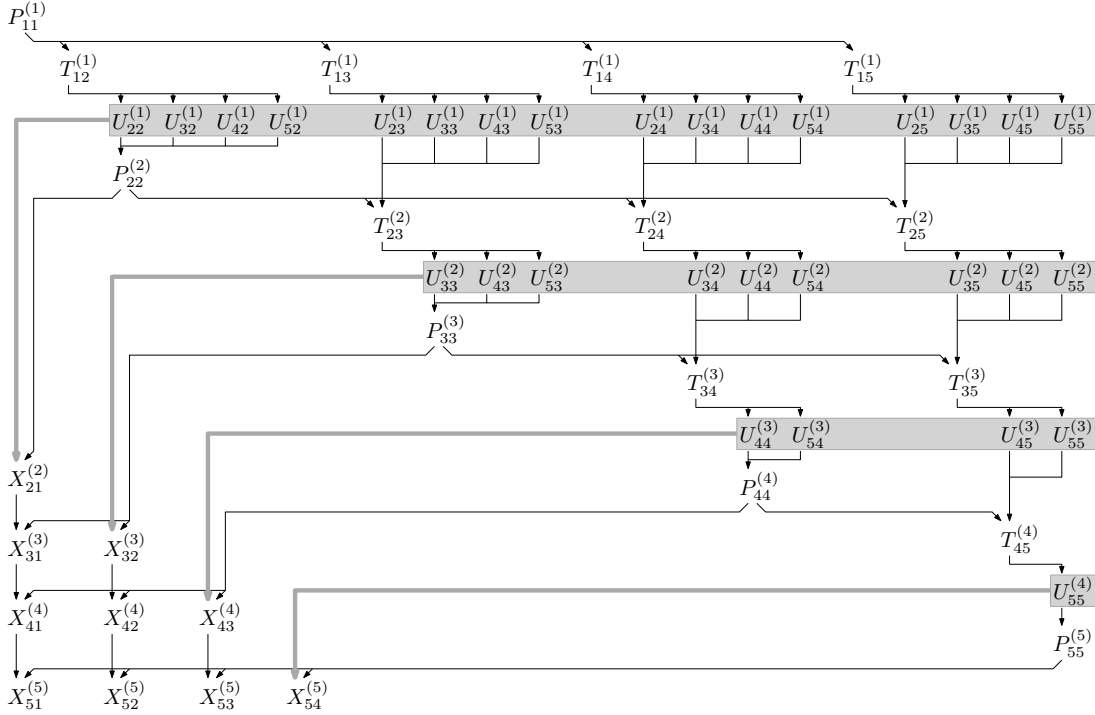 P_{11}^{(1)}
T_{12}^{(1)} T_{13}^{(1)} T_{14}^{(1)} T_{15}^{(1)}
U_{22}^{(1)} U_{32}^{(1)} U_{42}^{(1)} U_{52}^{(1)} U_{23}^{(1)} U_{33}^{(1)} U_{43}^{(1)} U_{53}^{(1)} U_{24}^{(1)} U_{34}^{(1)} U_{44}^{(1)} U_{54}^{(1)} U_{25}^{(1)} U_{35}^{(1)} U_{45}^{(1)} U_{55}^{(1)}
P_{22}^{(2)}
T_{23}^{(2)} T_{24}^{(2)} T_{25}^{(2)}
U_{33}^{(2)} U_{43}^{(2)} U_{53}^{(2)} U_{34}^{(2)} U_{44}^{(2)} U_{54}^{(2)} U_{35}^{(2)} U_{45}^{(2)} U_{55}^{(2)}
P_{33}^{(3)}
T_{34}^{(3)} T_{35}^{(3)}
U_{44}^{(3)} U_{54}^{(3)} U_{45}^{(3)} U_{55}^{(3)}
X_{21}^{(2)} P_{44}^{(4)}
X_{31}^{(3)} X_{32}^{(3)} T_{45}^{(4)}
U_{55}^{(4)}
X_{41}^{(4)} X_{42}^{(4)} X_{43}^{(4)}
P_{55}^{(5)}
X_{51}^{(5)} X_{52}^{(5)} X_{53}^{(5)} X_{54}^{(5)}